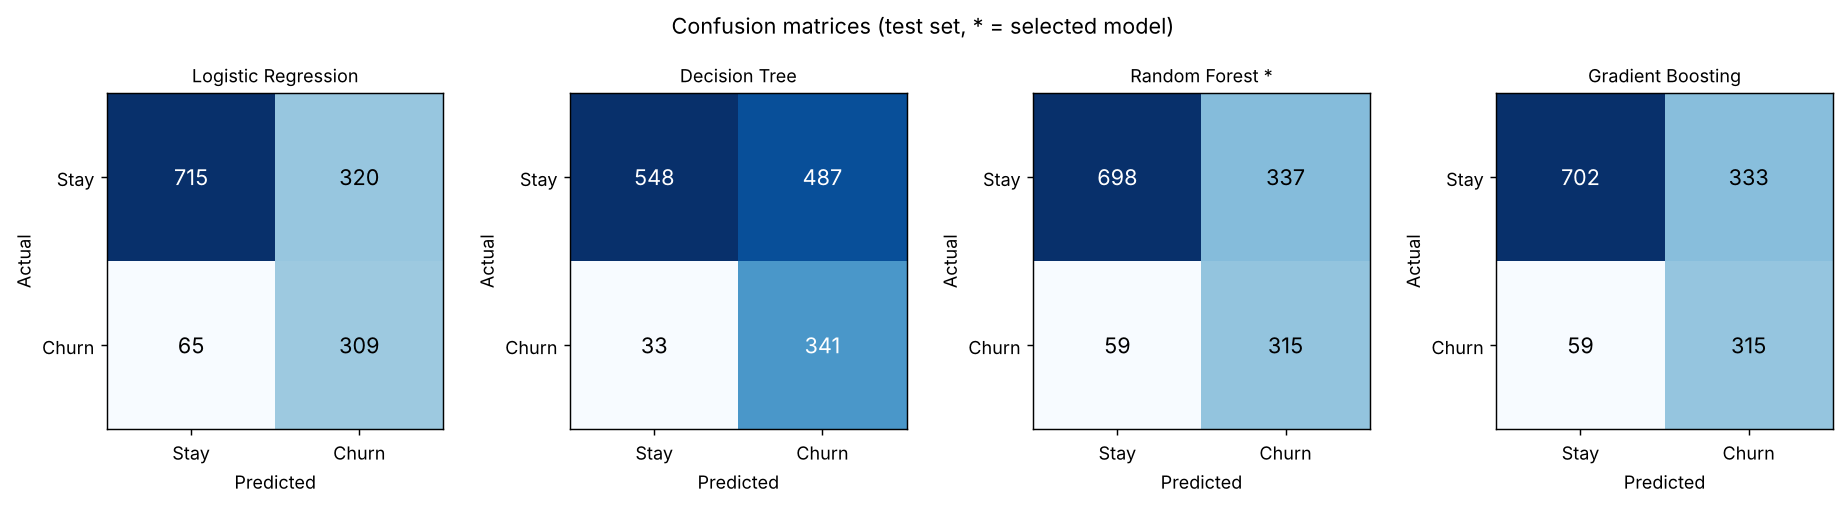 Confusion matrices (test set, * = selected model)
Logistic Regression
Actual
Stay
715
320
Churn
65
309
Stay
Churn
Predicted
Decision Tree
Actual
Stay
548
487
Churn
33
341
Stay
Churn
Predicted
Random Forest *
Actual
Stay
698
337
Churn
59
315
Stay
Churn
Predicted
Gradient Boosting
Actual
Stay
702
333
Churn
59
315
Stay
Churn
Predicted